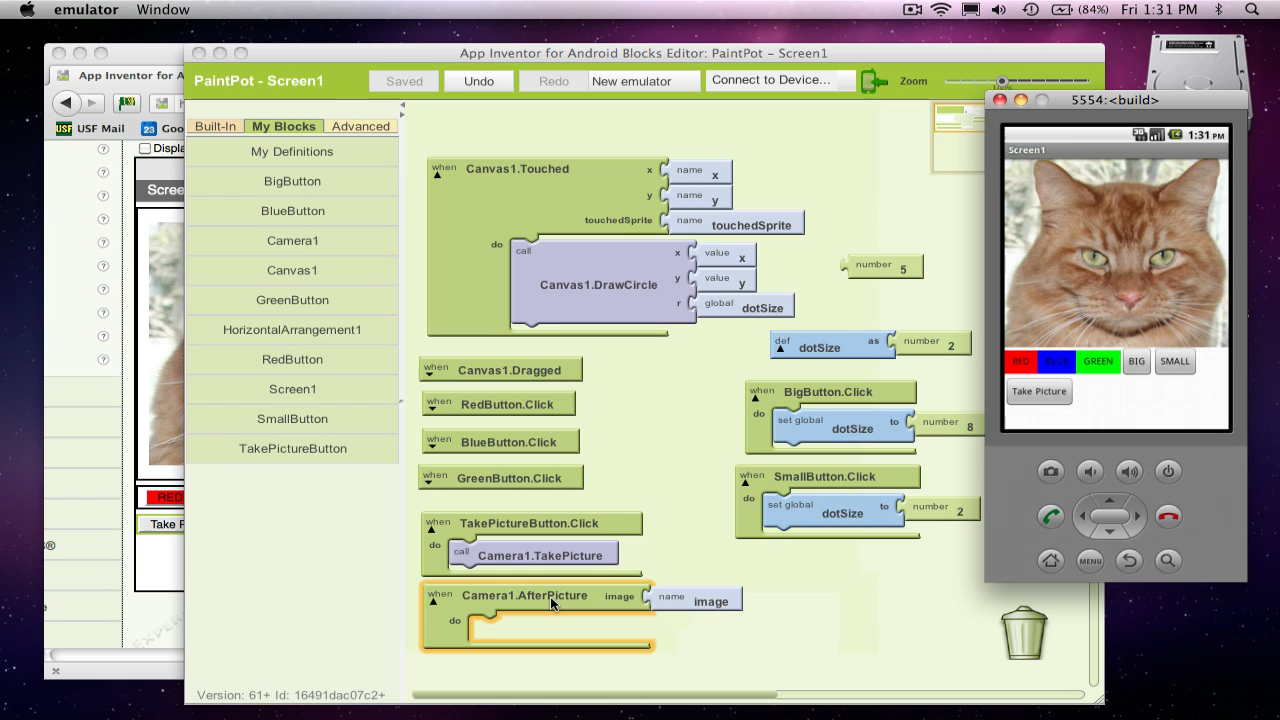 emulator Window
(84%) Fri 1:31 PM
App Inventor for A
USF Mail
23 Goo
Displa
Scree
RED
Take P
App Inventor for Android Blocks Editor: PaintPot - Screen1
PaintPot - Screen1
Saved
Undo
Redo
New emulator
Connect to Device...
Zoom
Built-In
My Blocks
Advanced
My Definitions
BigButton
BlueButton
Camera1
Canvas1
GreenButton
HorizontalArrangement1
RedButton
Screen1
SmallButton
TakePictureButton
Version: 61+ Id: 16491dac07c2+
when Canvas1.Touched x name x
y name y
touchedSprite name touchedSprite
do call Canvas1.DrawCircle x value x
y value y
r global dotSize
number 5
def dotSize as number 2
when Canvas1.Dragged
when RedButton.Click
when BlueButton.Click
when GreenButton.Click
when BigButton.Click
do set global dotSize to number 8
when SmallButton.Click
do set global dotSize to number 2
when TakePictureButton.Click
do call Camera1.TakePicture
when Camera1.AfterPicture image name image
do
5554:<build>
1:31 PM
Screen1
RED BLUE GREEN BIG SMALL
Take Picture
MENU